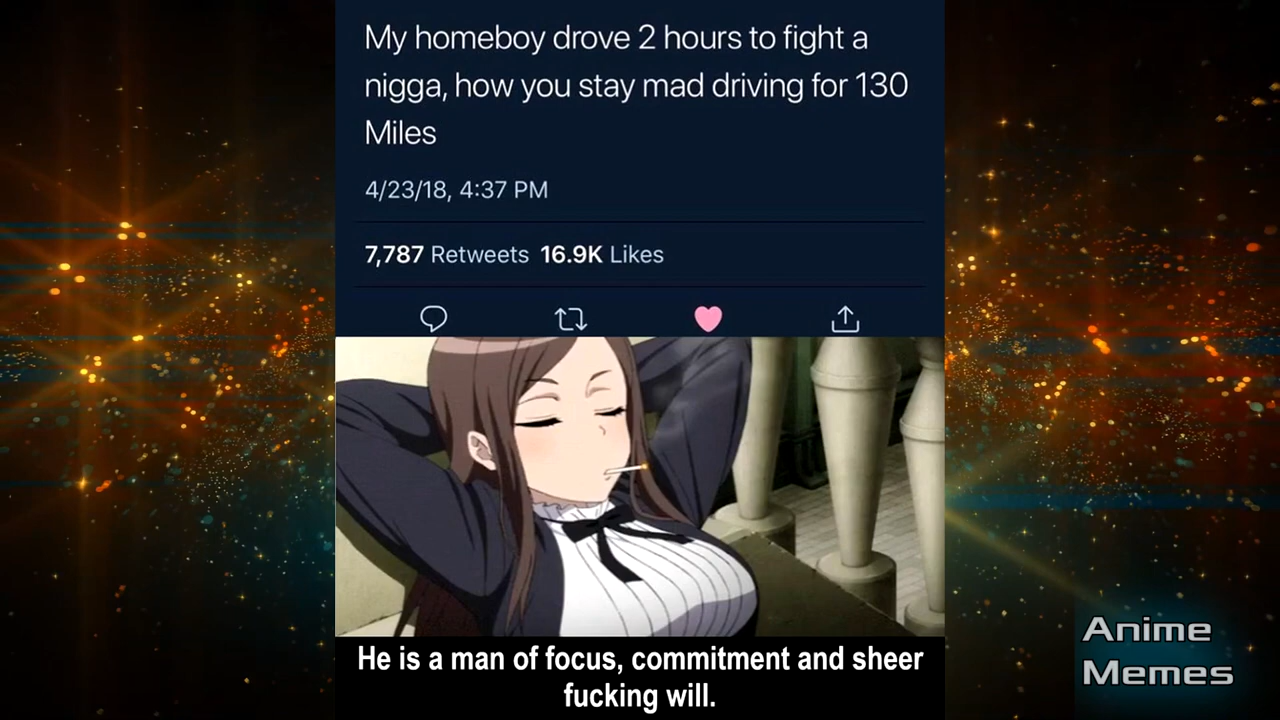 My homeboy drove 2 hours to fight a
nigga, how you stay mad driving for 130
Miles
4/23/18, 4:37 PM
7,787 Retweets 16.9K Likes
He is a man of focus, commitment and sheer
fucking will.
Anime
Memes